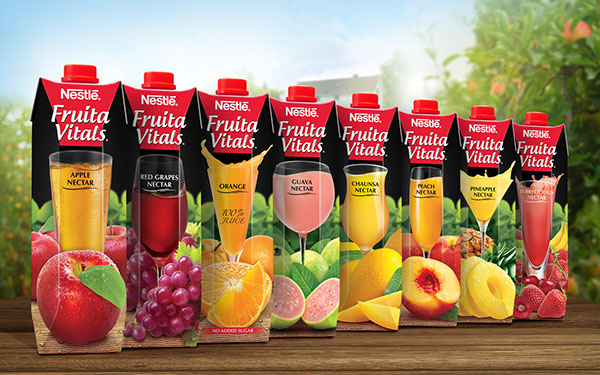 Nestlé.
Fruita
Vitals
APPLE
NECTAR
Nestlé.
Fruita
Vitals
RED GRAPES
NECTAR
Nestlé.
Fruita
Vitals
ORANGE
100%
JUICE
NO ADDED SUGAR
Nestlé.
Fruita
Vitals
GUAVA
NECTAR
Nestlé.
Fruita
Vitals
CHAUNSA
NECTAR
Nestlé.
Fruita
Vitals
PEACH
NECTAR
Nestlé.
Fruita
Vitals
PINEAPPLE
NECTAR
Nestlé.
Fruita
Vitals
NECTAR